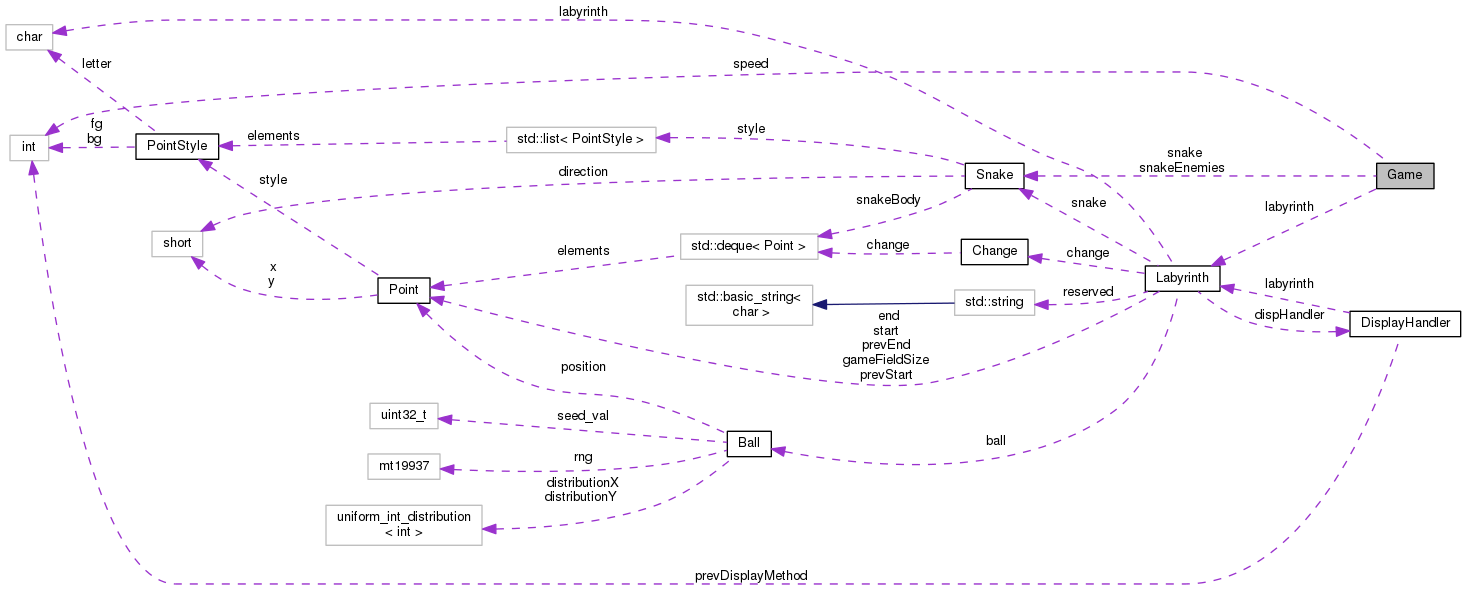 labyrinth
char
speed
letter
fg
bg
int
PointStyle
elements
std::list< PointStyle >
style
Snake
snake
snakeEnemies
Game
direction
style
snakeBody
snake
labyrinth
short
x
y
elements
std::deque< Point >
change
Change
change
Labyrinth
Point
std::basic_string<
char >
std::string
reserved
labyrinth
dispHandler
DisplayHandler
end
start
prevEnd
gameFieldSize
prevStart
position
uint32_t
seed_val
Ball
ball
mt19937
rng
distributionX
distributionY
uniform_int_distribution
< int >
prevDisplayMethod